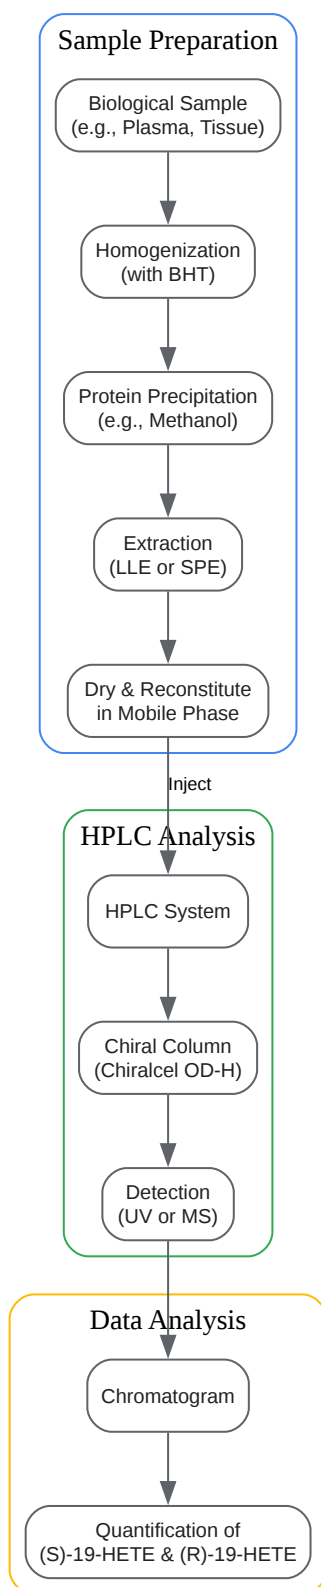 Sample Preparation
Biological Sample
(e.g., Plasma, Tissue)
Homogenization
(with BHT)
Protein Precipitation
(e.g., Methanol)
Extraction
(LLE or SPE)
Dry & Reconstitute
in Mobile Phase
Inject
HPLC Analysis
HPLC System
Chiral Column
(Chiralcel OD-H)
Detection
(UV or MS)
Data Analysis
Chromatogram
Quantification of
(S)-19-HETE & (R)-19-HETE